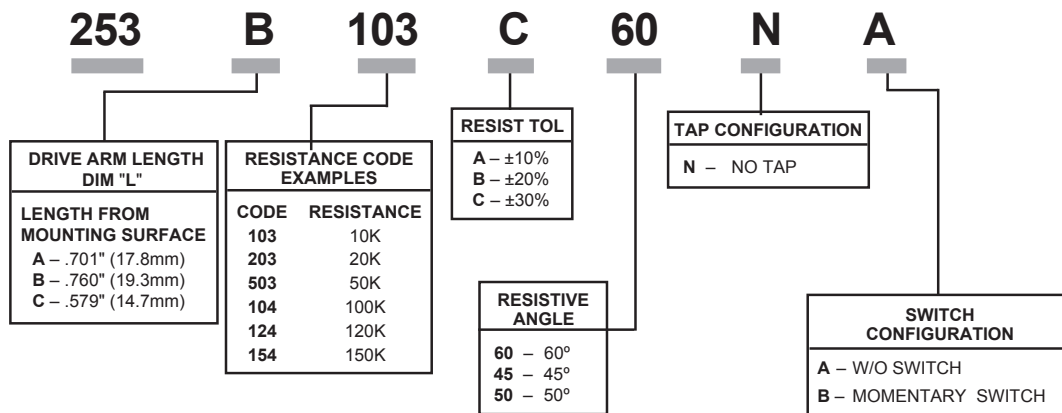 253 B 103 C 60 N A
DRIVE ARM LENGTH
DIM "L"
LENGTH FROM
MOUNTING SURFACE
A – .701" (17.8mm)
B – .760" (19.3mm)
C – .579" (14.7mm)
RESISTANCE CODE
EXAMPLES
CODE RESISTANCE
103 10K
203 20K
503 50K
104 100K
124 120K
154 150K
RESIST TOL
A – ±10%
B – ±20%
C – ±30%
RESISTIVE
ANGLE
60 – 60º
45 – 45º
50 – 50º
TAP CONFIGURATION
N – NO TAP
SWITCH
CONFIGURATION
A – W/O SWITCH
B – MOMENTARY SWITCH